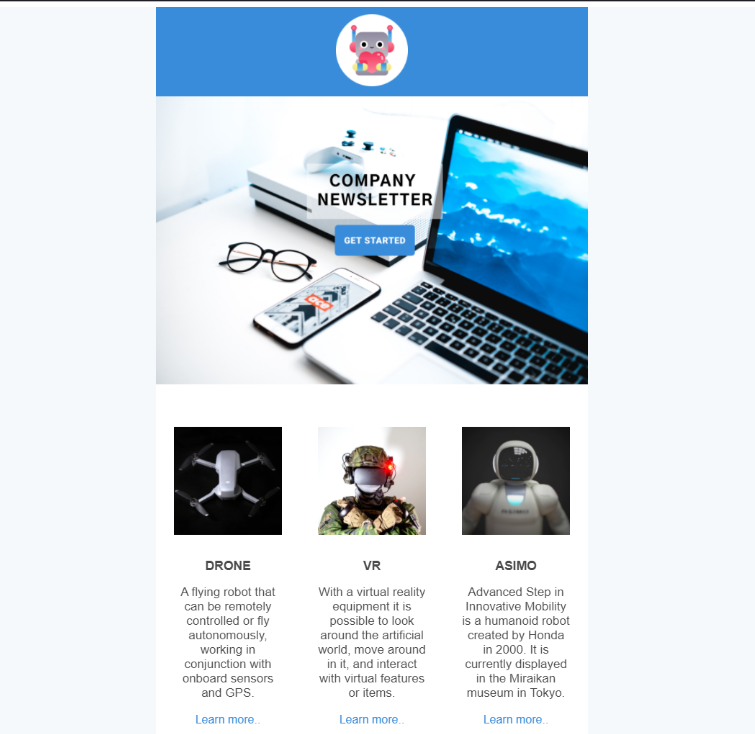 COMPANY
NEWSLETTER
GET STARTED
DRONE
A flying robot that
can be remotely
controlled or fly
autonomously,
working in
conjunction with
onboard sensors
and GPS.
Learn more..
VR
With a virtual reality
equipment it is
possible to look
around the artificial
world, move around
in it, and interact
with virtual features
or items.
Learn more..
ASIMO
Advanced Step in
Innovative Mobility
is a humanoid robot
created by Honda
in 2000. It is
currently displayed
in the Miraikan
museum in Tokyo.
Learn more..